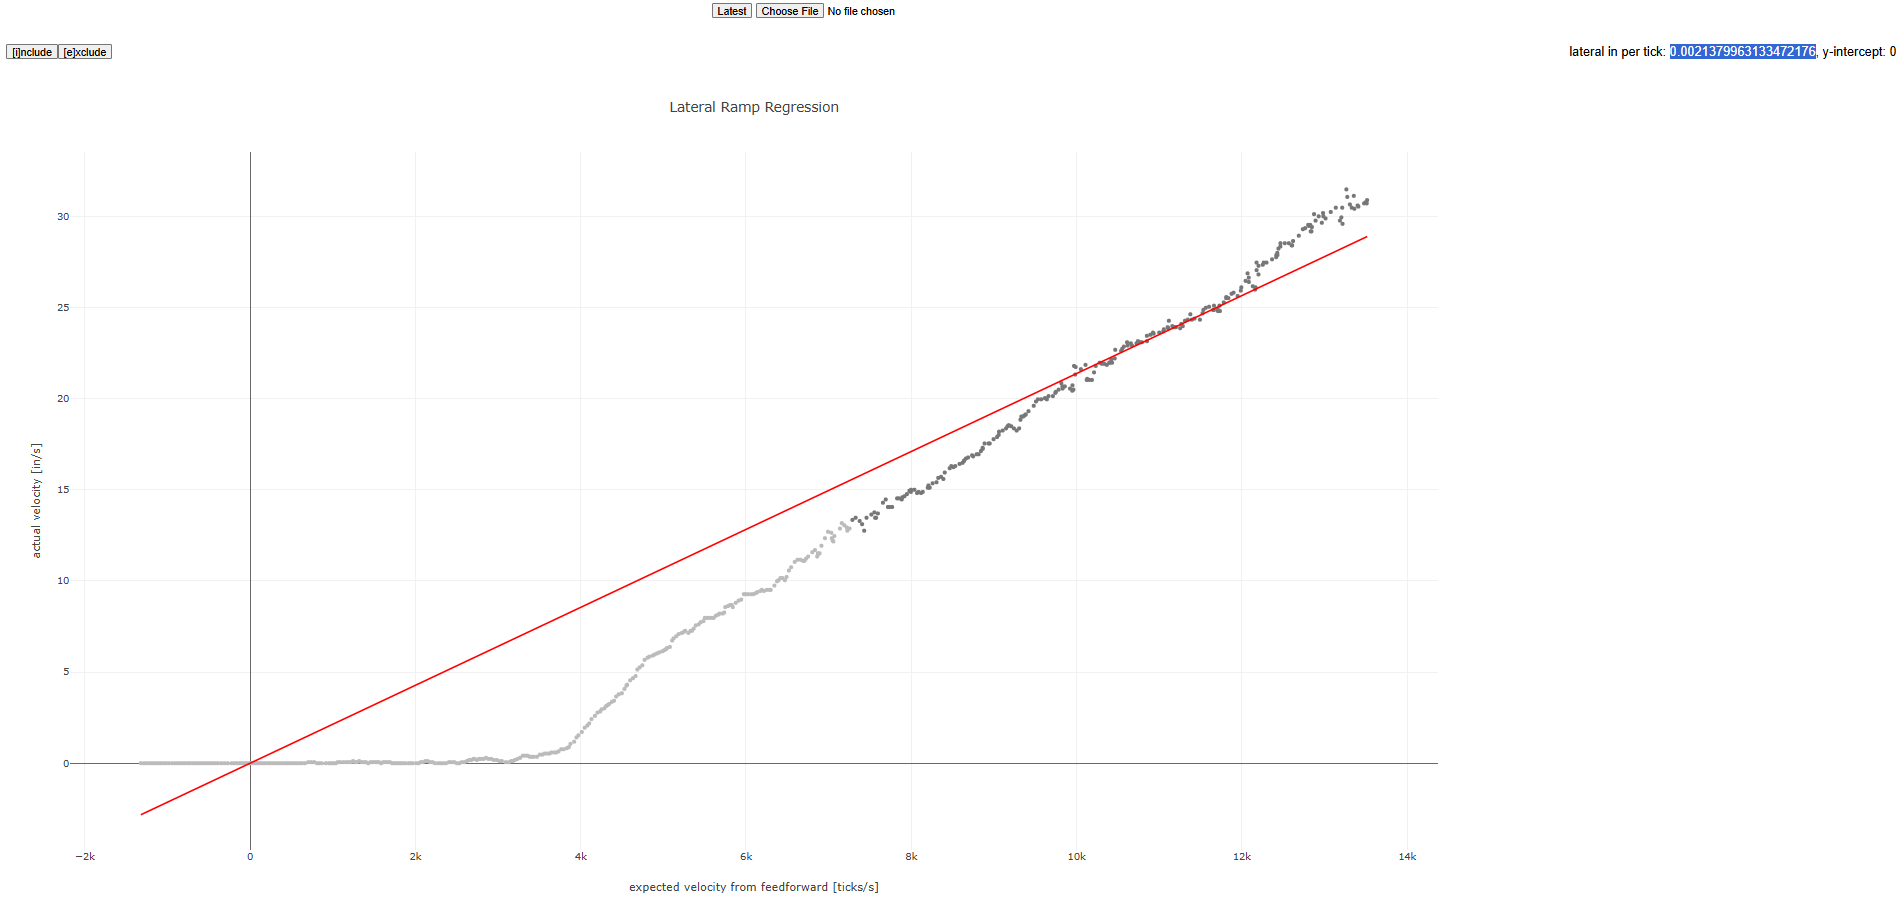 Latest Choose File No file chosen
[i]nclude [e]xclude
lateral in per tick: 0.0021379963133472176, y-intercept: 0
Lateral Ramp Regression
30
25
20
15
10
5
0
actual velocity [in/s]
−2k 0 2k 4k 6k 8k 10k 12k 14k
expected velocity from feedforward [ticks/s]